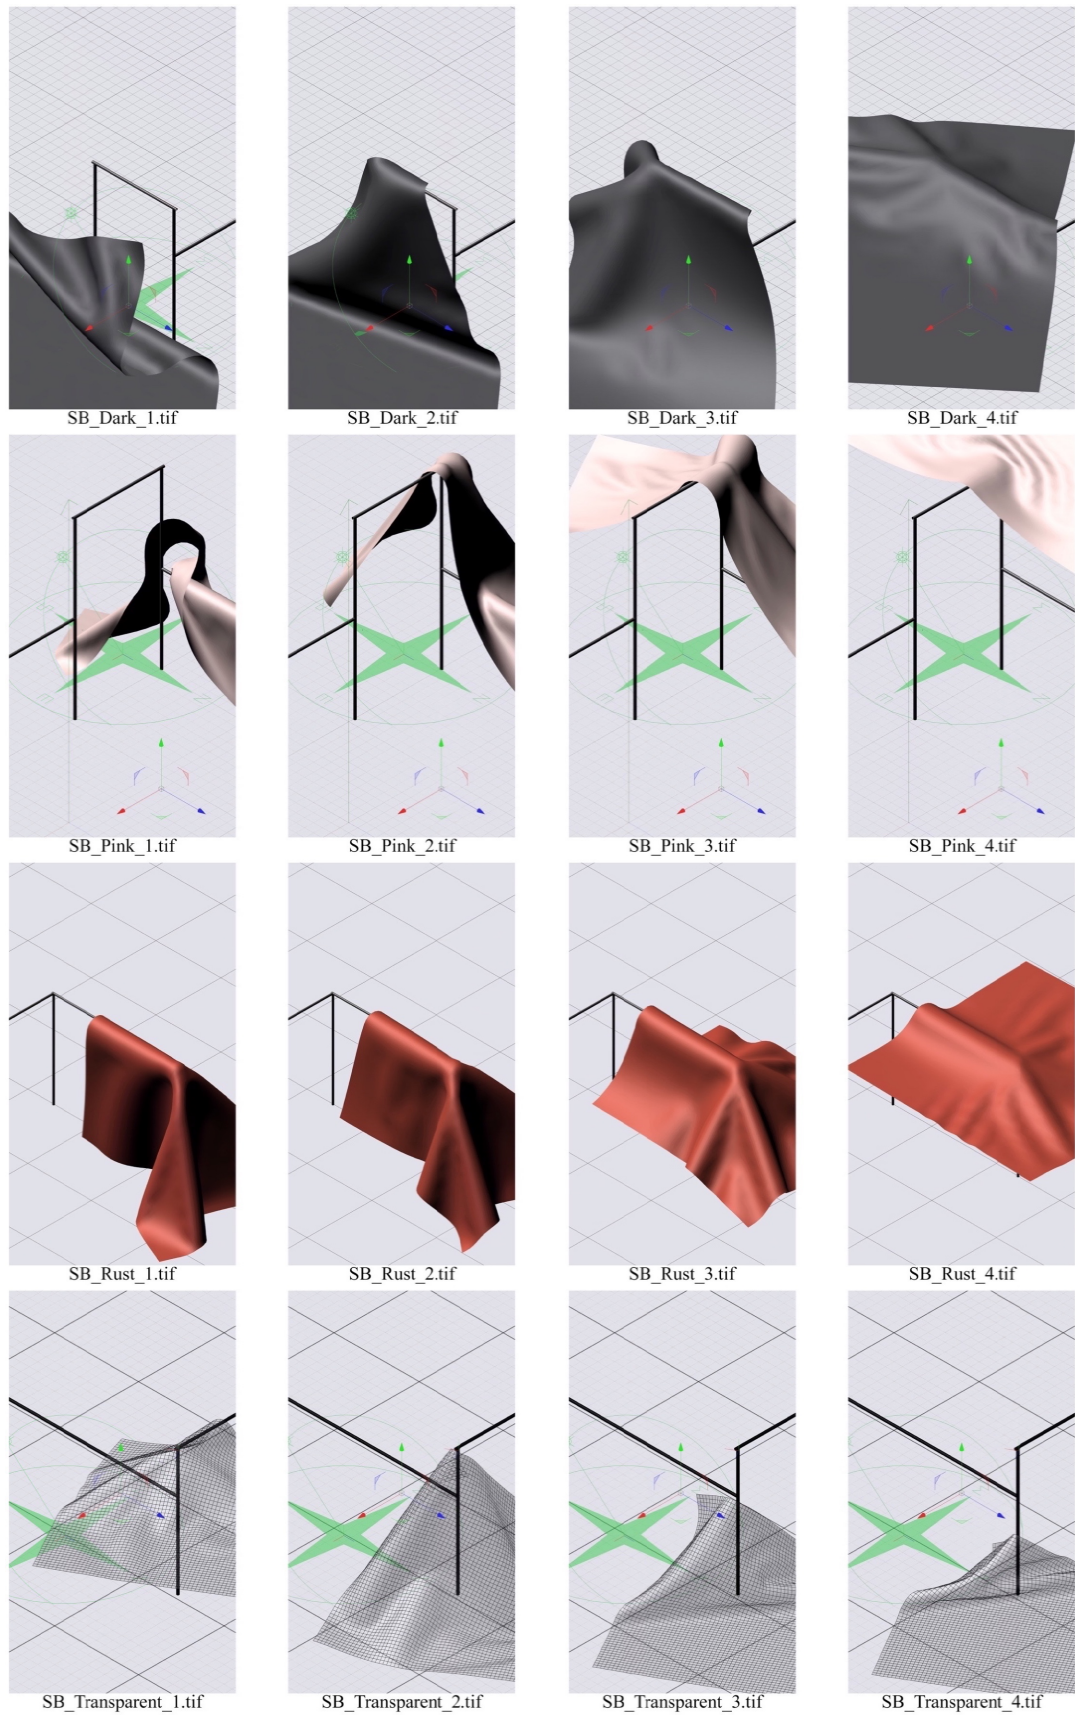 SB_Dark_1.tif SB_Dark_2.tif SB_Dark_3.tif SB_Dark_4.tif
SB_Pink_1.tif SB_Pink_2.tif SB_Pink_3.tif SB_Pink_4.tif
SB_Rust_1.tif SB_Rust_2.tif SB_Rust_3.tif SB_Rust_4.tif
SB_Transparent_1.tif SB_Transparent_2.tif SB_Transparent_3.tif SB_Transparent_4.tif